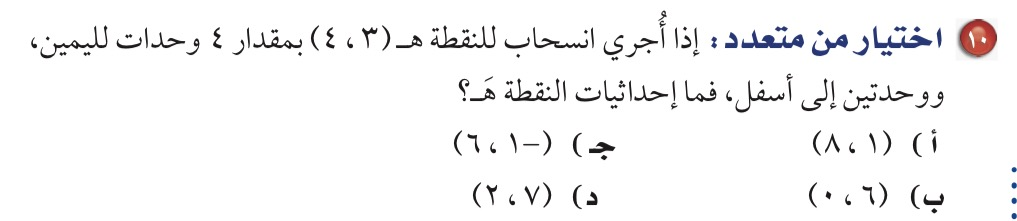 ١٠ اختيار من متعدد : إذا أُجري انسحاب للنقطة هـ (٣ ، ٤) بمقدار ٤ وحدات لليمين،
ووحدتين إلى أسفل، فما إحداثيات النقطة هَـ؟
أ ) (١ ، ٨) جـ ) (–١ ، ٦)
ب) (٦ ، ٠) د) (٧ ، ٢)